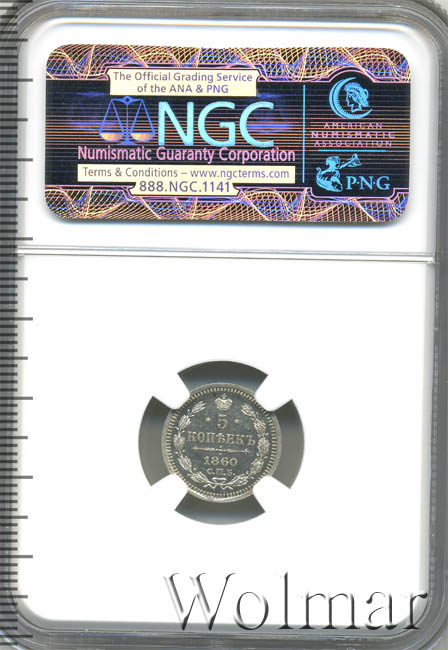 The Official Grading Service
of the ANA & PNG
NGC
Numismatic Guaranty Corporation
Terms & Conditions – www.ngcterms.com
888.NGC.1141
AMERICAN
NUMISMATIC
ASSOCIATION
P·N·G
5
КОПѢЕКЪ
1860
С.П.Б.
Wolmar